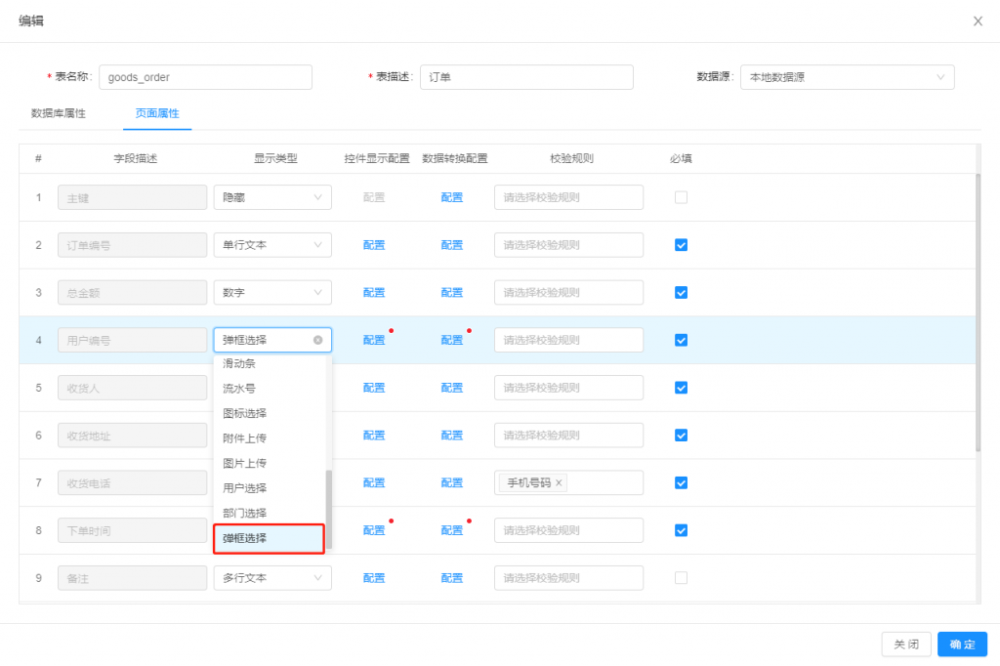 编辑
* 表名称: goods_order * 表描述: 订单 数据源: 本地数据源
数据库属性 页面属性
# 字段描述 显示类型 控件显示配置 数据转换配置 校验规则 必填
1 主键 隐藏 配置 配置 请选择校验规则
2 订单编号 单行文本 配置 配置 请选择校验规则
3 总金额 数字 配置 配置 请选择校验规则
4 用户编号 弹框选择 配置 配置 请选择校验规则
滑动条
5 收货人 流水号 配置 配置 请选择校验规则
图标选择
6 收货地址 附件上传 配置 配置 请选择校验规则
图片上传
7 收货电话 用户选择 配置 配置 手机号码 ×
部门选择
8 下单时间 弹框选择 配置 配置 请选择校验规则
9 备注 多行文本 配置 配置 请选择校验规则
关闭 确定